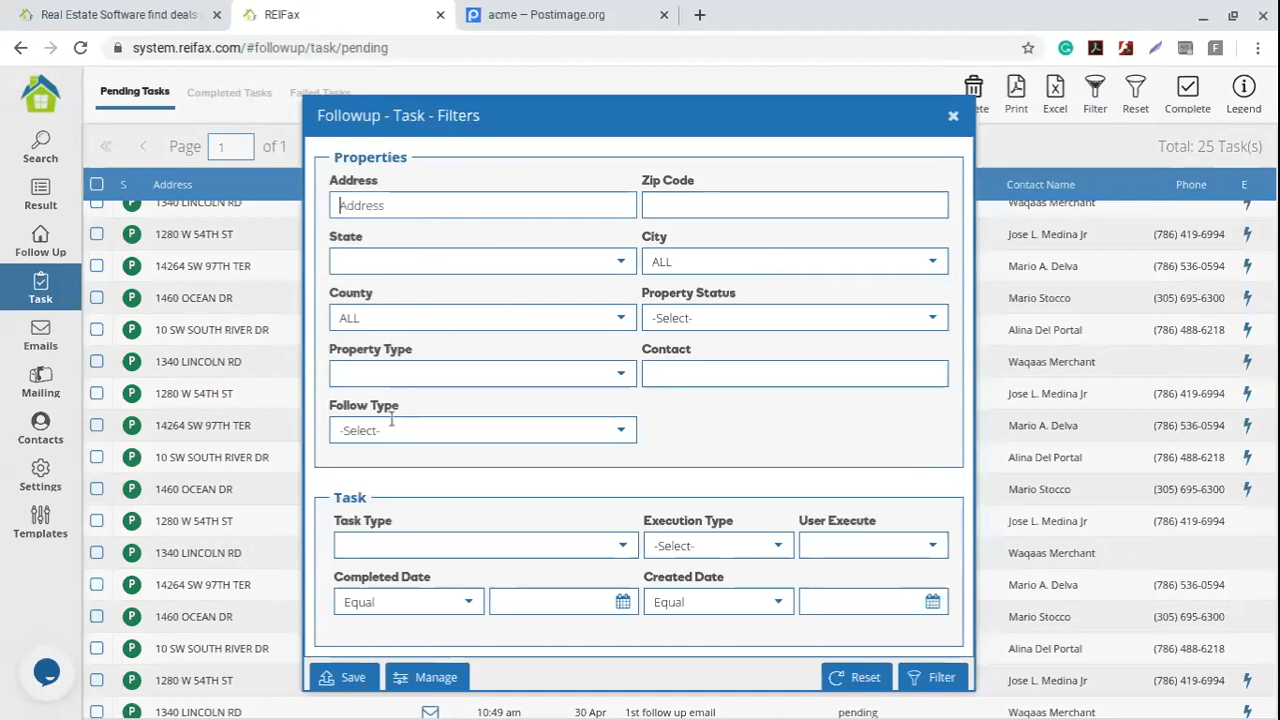 Real Estate Software find deals
REIFax
acme — Postimage.org
system.reifax.com/#followup/task/pending
Pending Tasks
Completed Tasks
Failed Tasks
Print
Excel
Filter
Reset
Complete
Legend
Page 1 of 1
Total: 25 Task(s)
Search
Result
Follow Up
Task
Emails
Mailing
Contacts
Settings
Templates
Followup - Task - Filters
Properties
Address
Zip Code
Address
State
City
ALL
County
Property Status
ALL
-Select-
Property Type
Contact
Follow Type
-Select-
Task
Task Type
Execution Type
User Execute
-Select-
Completed Date
Created Date
Equal
Equal
Save
Manage
Reset
Filter
S Address Contact Name Phone E
P 1340 LINCOLN RD Waqaas Merchant
P 1280 W 54TH ST Jose L. Medina Jr (786) 419-6994
P 14264 SW 97TH TER Mario A. Delva (786) 536-0594
P 1460 OCEAN DR Mario Stocco (305) 695-6300
P 10 SW SOUTH RIVER DR Alina Del Portal (786) 488-6218
P 1340 LINCOLN RD Waqaas Merchant
P 1280 W 54TH ST Jose L. Medina Jr (786) 419-6994
P 14264 SW 97TH TER Mario A. Delva (786) 536-0594
P 10 SW SOUTH RIVER DR Alina Del Portal (786) 488-6218
P 1460 OCEAN DR Mario Stocco (305) 695-6300
P 1280 W 54TH ST Jose L. Medina Jr (786) 419-6994
P 1340 LINCOLN RD Waqaas Merchant
P 14264 SW 97TH TER Mario A. Delva (786) 536-0594
P 1460 OCEAN DR Mario Stocco (305) 695-6300
P 10 SW SOUTH RIVER DR Alina Del Portal (786) 488-6218
P 1280 W 54TH ST Jose L. Medina Jr (786) 419-6994
P 1340 LINCOLN RD 10:49 am 30 Apr 1st follow up email pending Waqaas Merchant